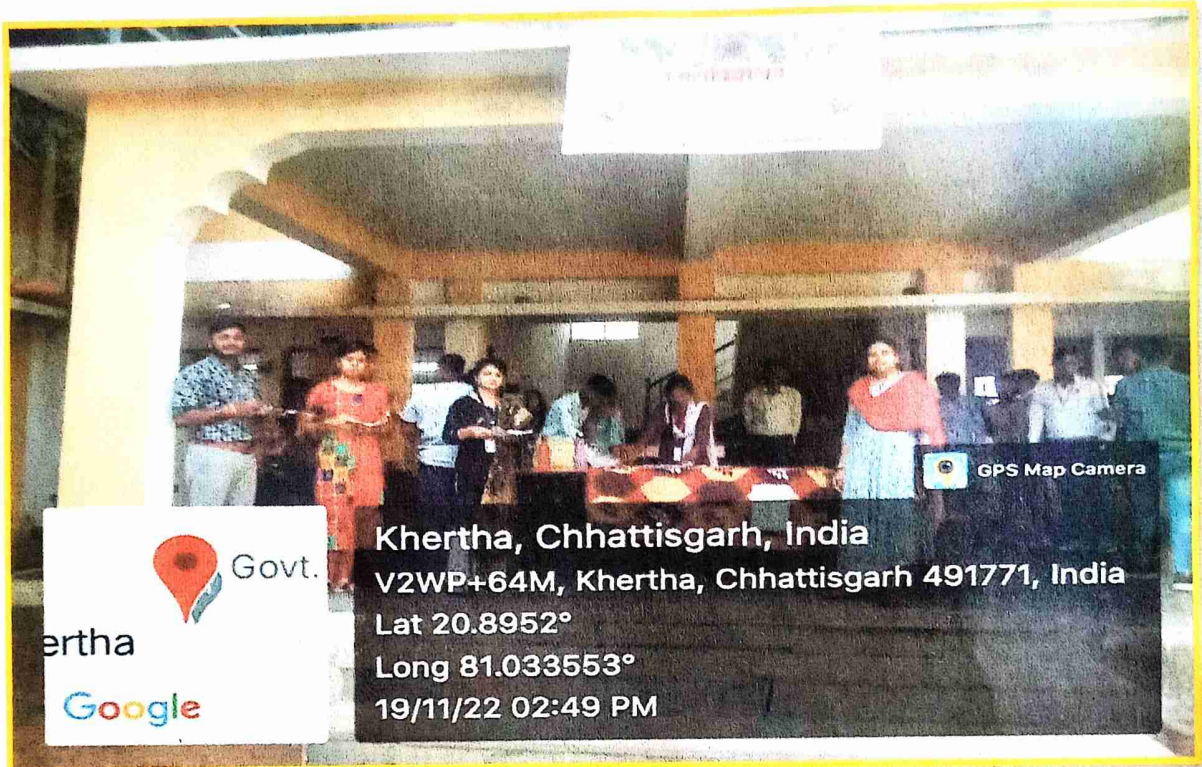 GPS Map Camera
Khertha, Chhattisgarh, India
V2WP+64M, Khertha, Chhattisgarh 491771, India
Lat 20.8952°
Long 81.033553°
19/11/22 02:49 PM
Govt.
ertha
Google